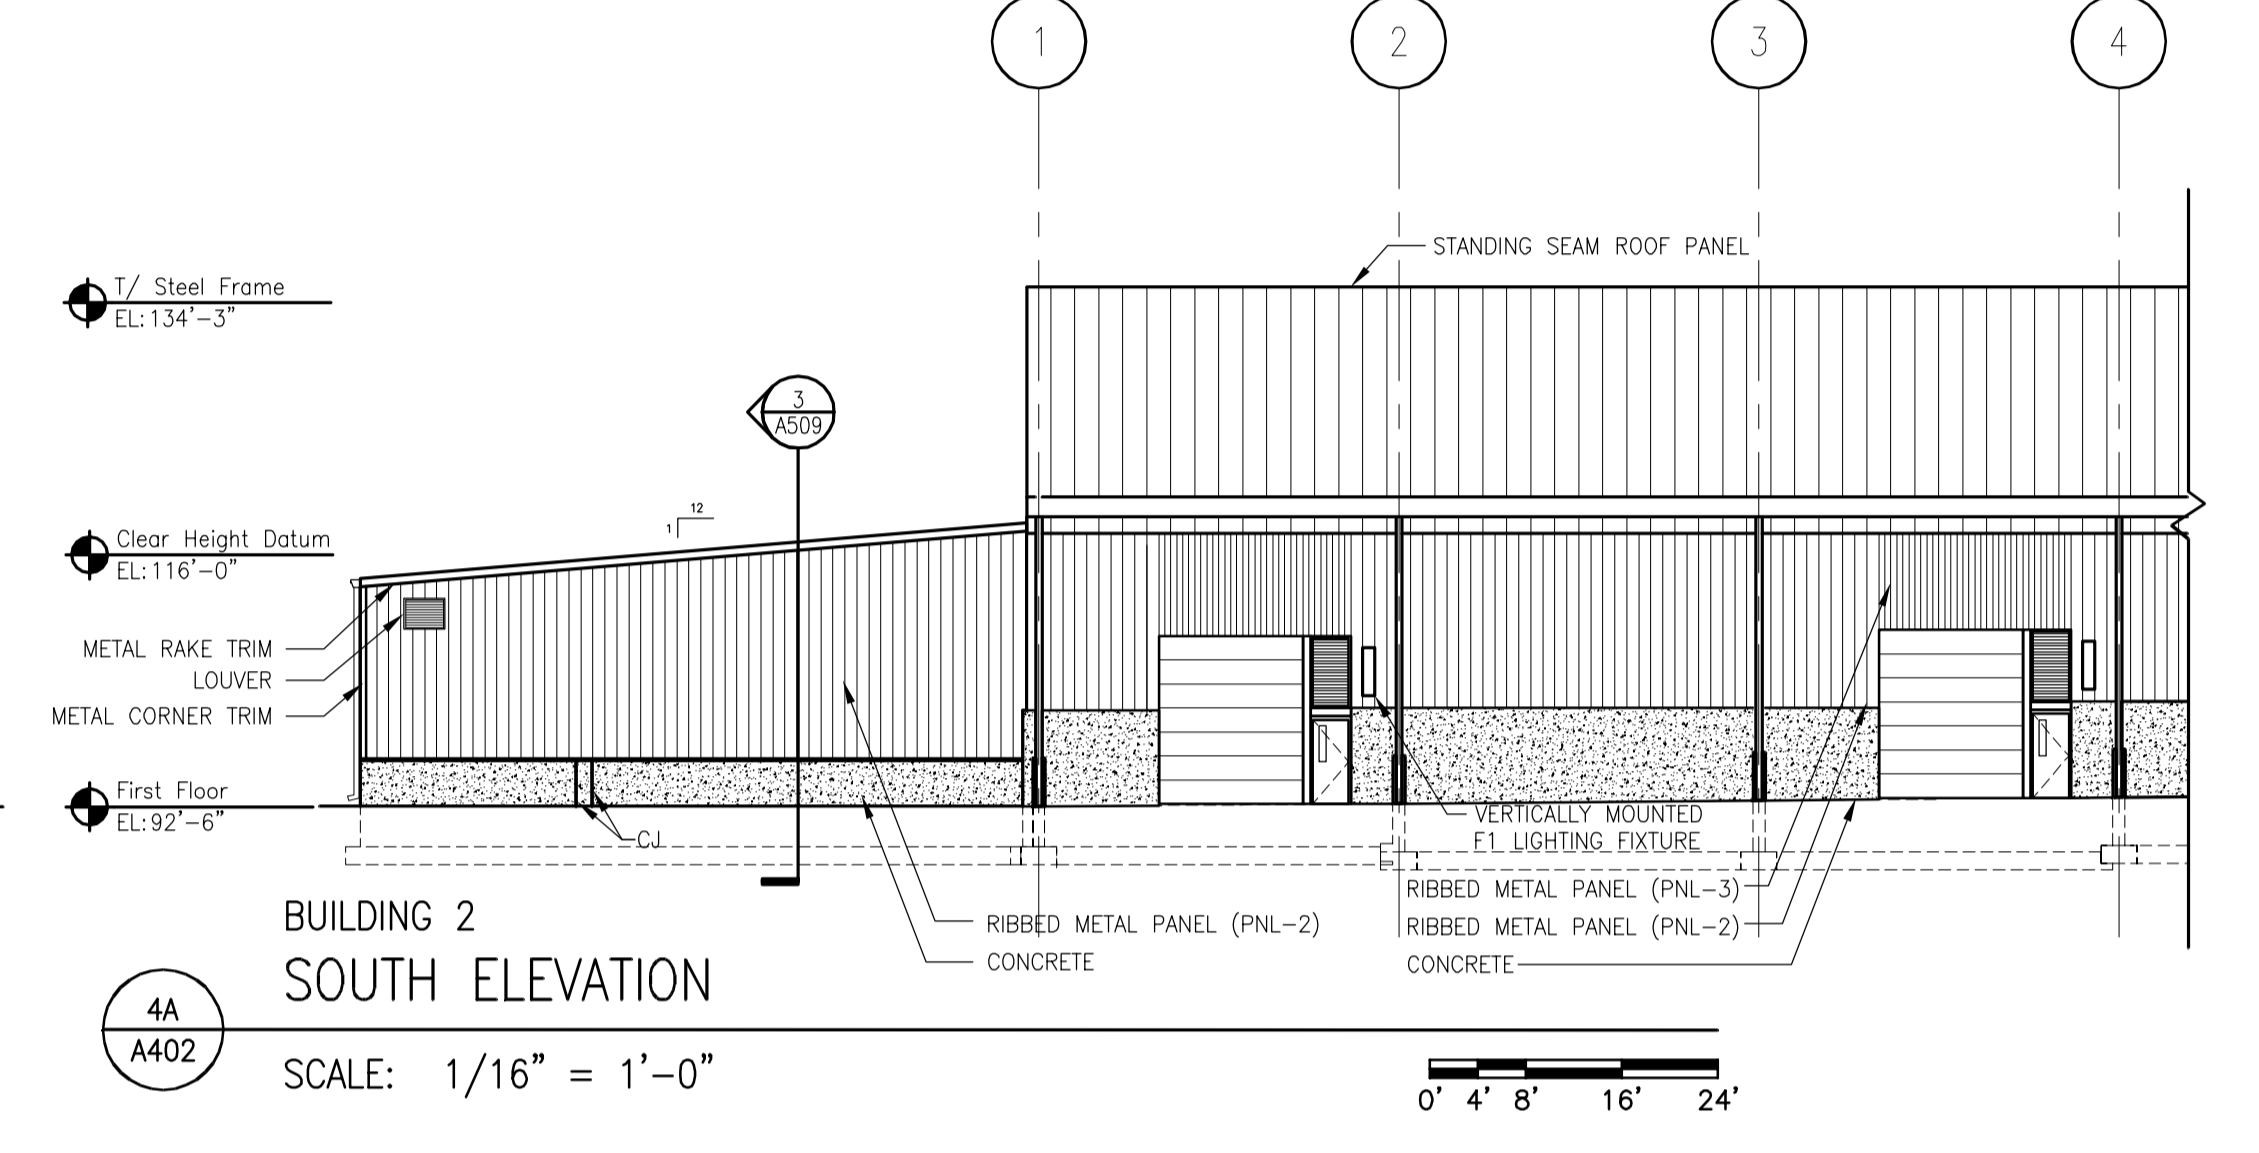 1
2
3
4
STANDING SEAM ROOF PANEL
T/ Steel Frame
EL:134'-3"
3
A509
12
1
Clear Height Datum
EL:116'-0"
METAL RAKE TRIM
LOUVER
METAL CORNER TRIM
First Floor
EL:92'-6"
CJ
VERTICALLY MOUNTED
F1 LIGHTING FIXTURE
RIBBED METAL PANEL (PNL-3)
RIBBED METAL PANEL (PNL-2)
CONCRETE
RIBBED METAL PANEL (PNL-2)
CONCRETE
BUILDING 2
SOUTH ELEVATION
4A
A402
SCALE: 1/16" = 1'-0"
0' 4' 8' 16' 24'